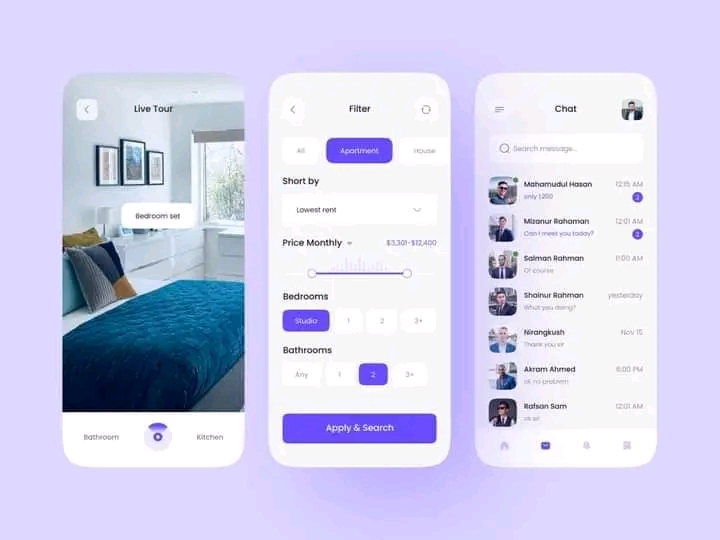 Live Tour
Bedroom set
Bathroom
Kitchen
Filter
All
Apartment
House
Short by
Lowest rent
Price Monthly
$3,301-$12,400
Bedrooms
Studio
1
2
3+
Bathrooms
Any
1
2
3+
Apply & Search
Chat
Search message...
Mahamudul Hasan
12:15 AM
only $200
2
Mizanur Rahaman
12:01 AM
Can I meet you today?
2
Salman Rahman
11:00 AM
Of course
Shainur Rahman
yesterday
What you doing?
Nirangkush
Nov 15
Thank you sir
Akram Ahmed
6:00 PM
ok no problem
Rafsan Sam
12:01 AM